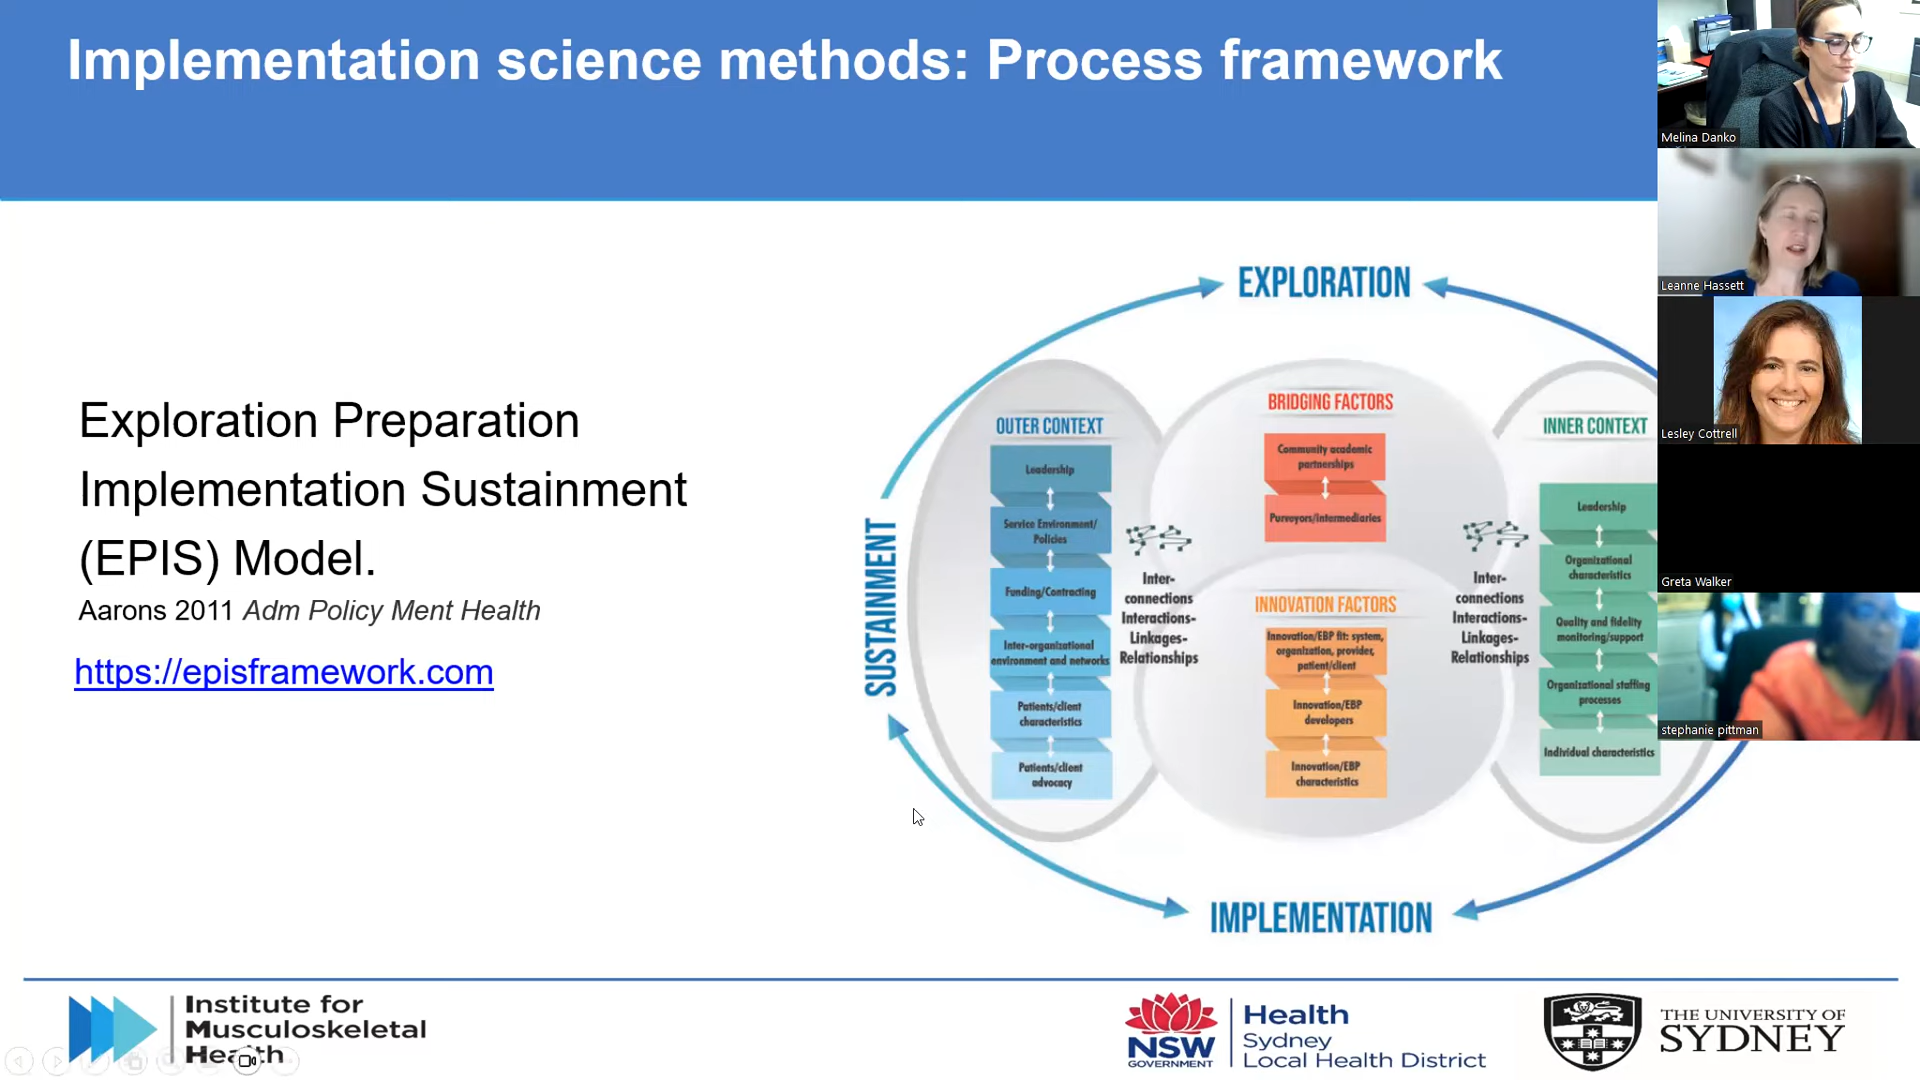 Implementation science methods: Process framework
Exploration Preparation
Implementation Sustainment
(EPIS) Model.
Aarons 2011 Adm Policy Ment Health
https://episframework.com
EXPLORATION
SUSTAINMENT
IMPLEMENTATION
OUTER CONTEXT
Leadership
Service Environment/
Policies
Funding/Contracting
Inter-organizational
environment and networks
Patients/client
characteristics
Patients/client
advocacy
Inter-
connections
Interactions-
Linkages-
Relationships
BRIDGING FACTORS
Community academic
partnerships
Purveyors/intermediaries
INNOVATION FACTORS
Innovation/EBP fit: system,
organization, provider,
patient/client
Innovation/EBP
developers
Innovation/EBP
characteristics
Inter-
connections
Interactions-
Linkages-
Relationships
INNER CONTEXT
Leadership
Organizational
characteristics
Quality and fidelity
monitoring/support
Organizational staffing
processes
Individual characteristics
Melina Danko
Leanne Hassett
Lesley Cottrell
Greta Walker
stephanie pittman
Institute for
Musculoskeletal
Health
NSW
GOVERNMENT
Health
Sydney
Local Health District
THE UNIVERSITY OF
SYDNEY